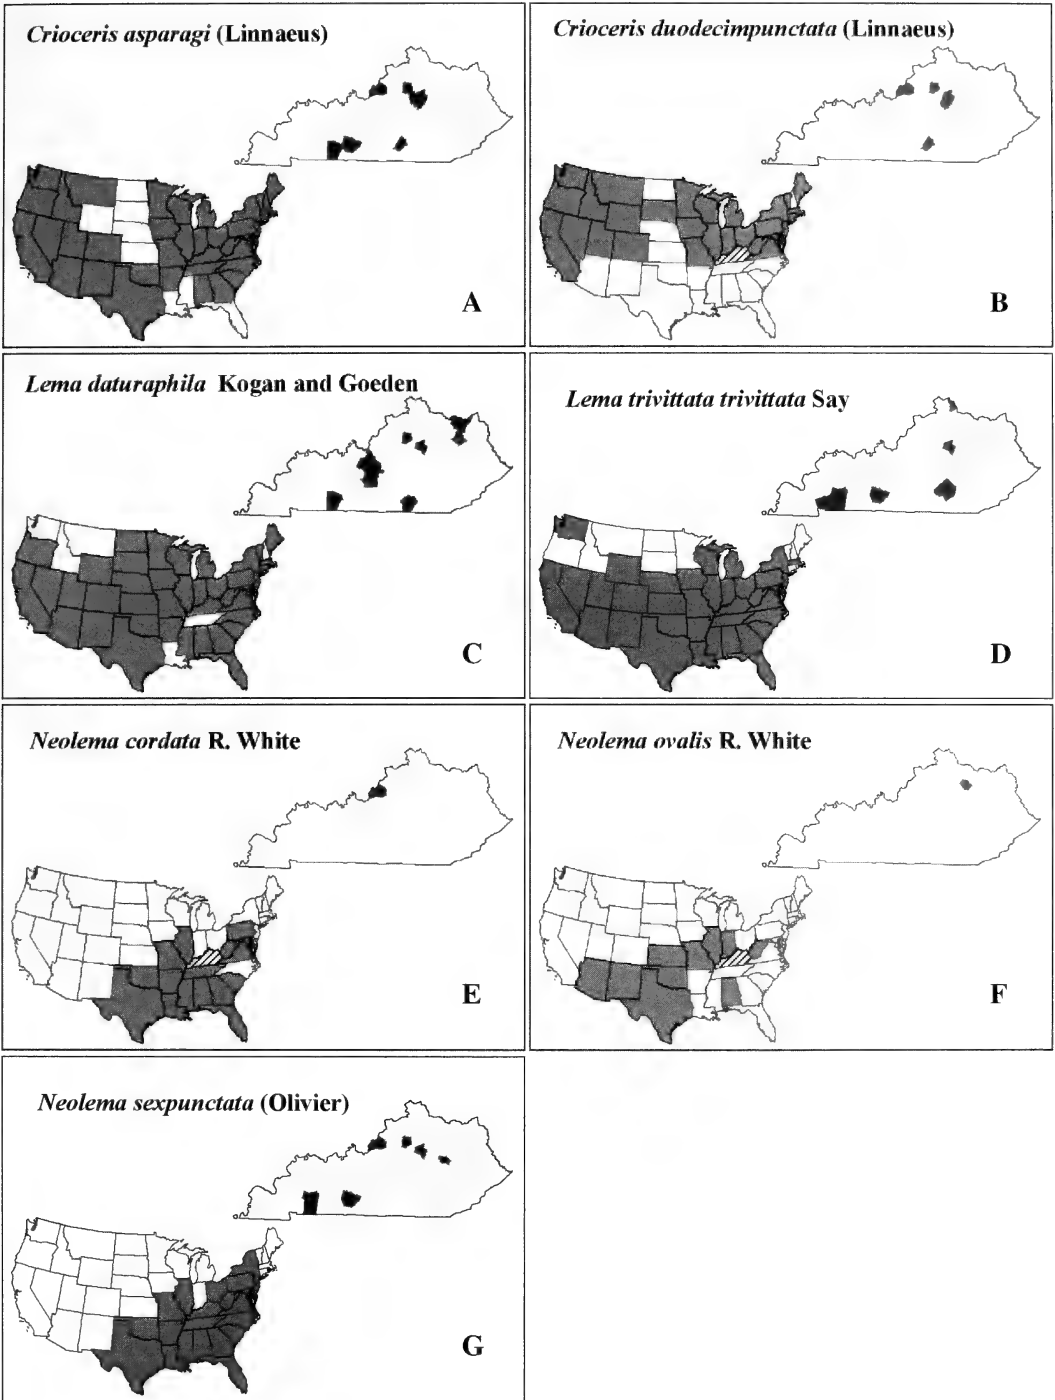 Crioceris asparagi (Linnaeus)
A
Crioceris duodecimpunctata (Linnaeus)
B
Lema daturaphila Kogan and Goeden
C
Lema trivittata trivittata Say
D
Neolema cordata R. White
E
Neolema ovalis R. White
F
Neolema sexpunctata (Olivier)
G